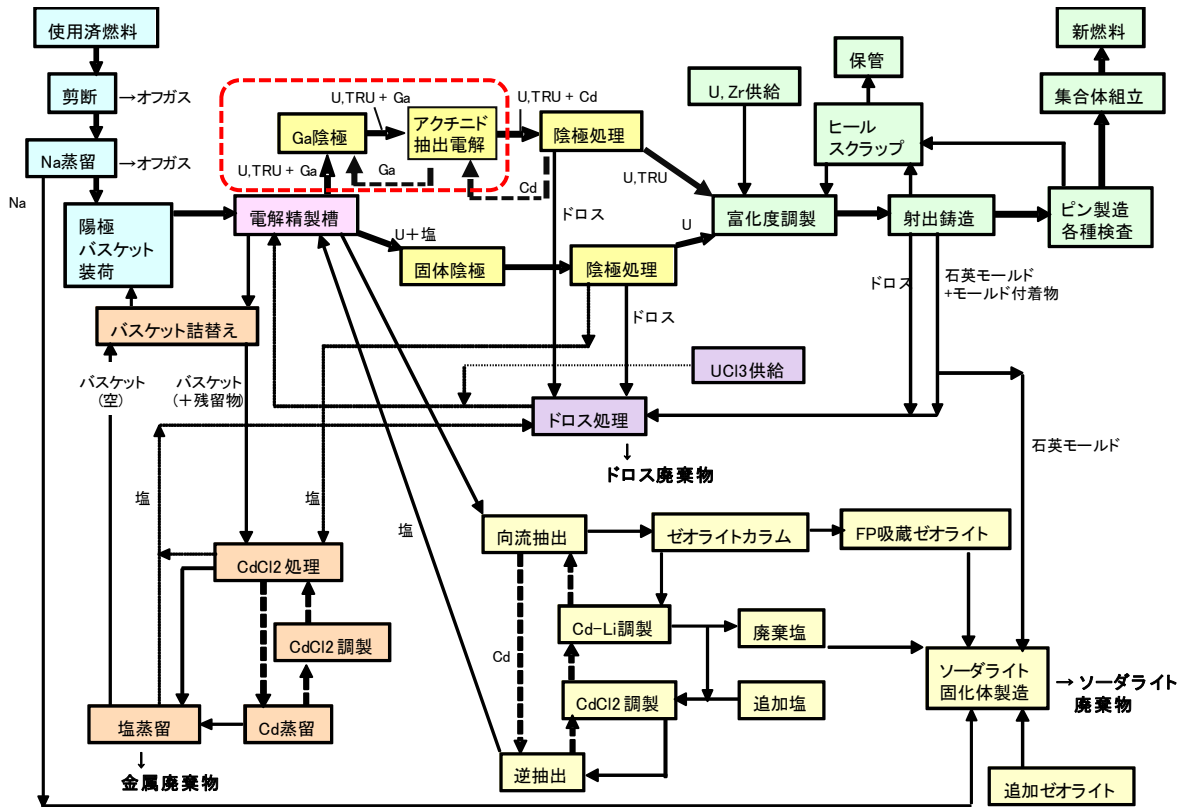 使用済燃料
新燃料
保管
剪断
→オフガス
U,TRU + Ga
U,TRU + Cd
U, Zr供給
集合体組立
Ga陰極
アクチニド
抽出電解
陰極処理
ヒール
スクラップ
Na蒸留
→オフガス
U,TRU + Ga
Ga
Cd
U,TRU
Na
ドロス
陽極
バスケット
装荷
電解精製槽
富化度調製
射出鋳造
ピン製造
各種検査
U＋塩
U
固体陰極
陰極処理
ドロス
石英モールド
+モールド付着物
ドロス
バスケット詰替え
UCl3供給
バスケット
(空)
バスケット
(＋残留物)
ドロス処理
石英モールド
↓
ドロス廃棄物
塩
塩
塩
向流抽出
ゼオライトカラム
FP吸蔵ゼオライト
CdCl2 処理
Cd-Li調製
廃棄塩
CdCl2 調製
Cd
ソーダライト
固化体製造
→ ソーダライト
廃棄物
CdCl2 調製
追加塩
塩蒸留
Cd蒸留
↓
金属廃棄物
逆抽出
追加ゼオライト